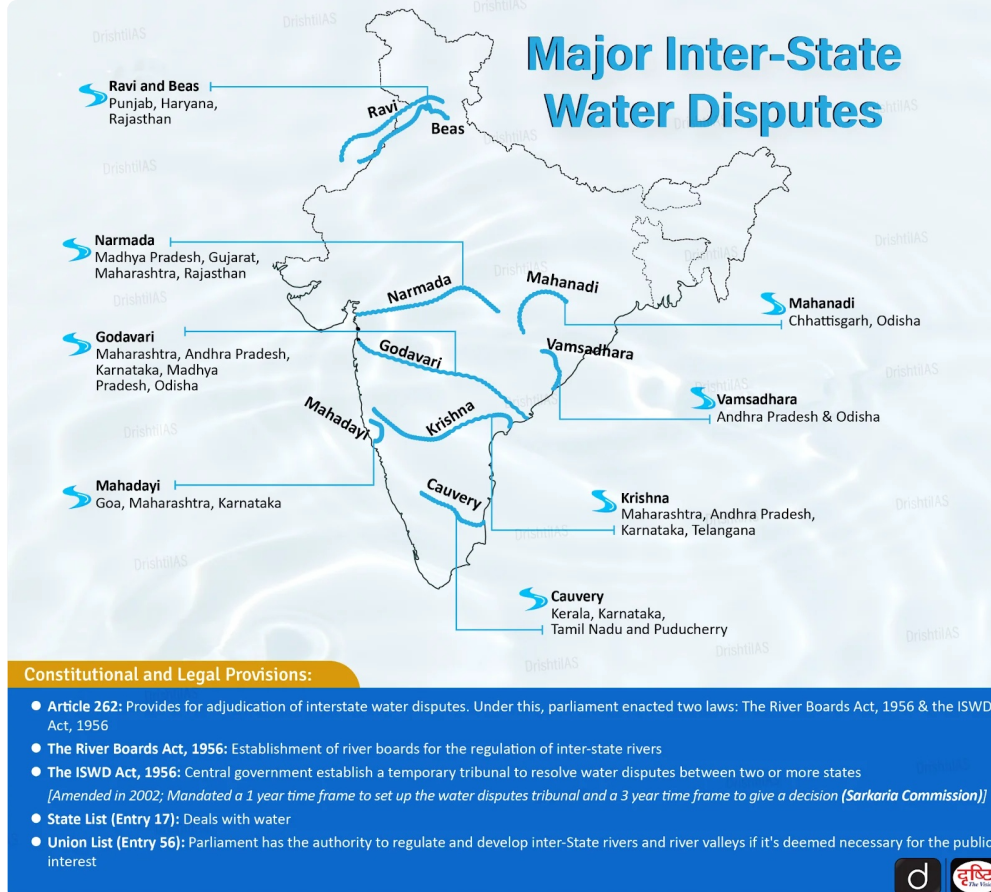 Major Inter-State
Water Disputes
Ravi and Beas
Punjab, Haryana,
Rajasthan
Ravi
Beas
Narmada
Madhya Pradesh, Gujarat,
Maharashtra, Rajasthan
Narmada
Mahanadi
Mahanadi
Chhattisgarh, Odisha
Godavari
Maharashtra, Andhra Pradesh,
Karnataka, Madhya
Pradesh, Odisha
Godavari
Vamsadhara
Vamsadhara
Andhra Pradesh & Odisha
Mahadayi
Krishna
Mahadayi
Goa, Maharashtra, Karnataka
Cauvery
Krishna
Maharashtra, Andhra Pradesh,
Karnataka, Telangana
Cauvery
Kerala, Karnataka,
Tamil Nadu and Puducherry
Constitutional and Legal Provisions:
Article 262: Provides for adjudication of interstate water disputes. Under this, parliament enacted two laws: The River Boards Act, 1956 & the ISWD
Act, 1956
The River Boards Act, 1956: Establishment of river boards for the regulation of inter-state rivers
The ISWD Act, 1956: Central government establish a temporary tribunal to resolve water disputes between two or more states
[Amended in 2002; Mandated a 1 year time frame to set up the water disputes tribunal and a 3 year time frame to give a decision (Sarkaria Commission)]
State List (Entry 17): Deals with water
Union List (Entry 56): Parliament has the authority to regulate and develop inter-State rivers and river valleys if it's deemed necessary for the public
interest
d
दृष्टि
The Visi
DrishtiIAS